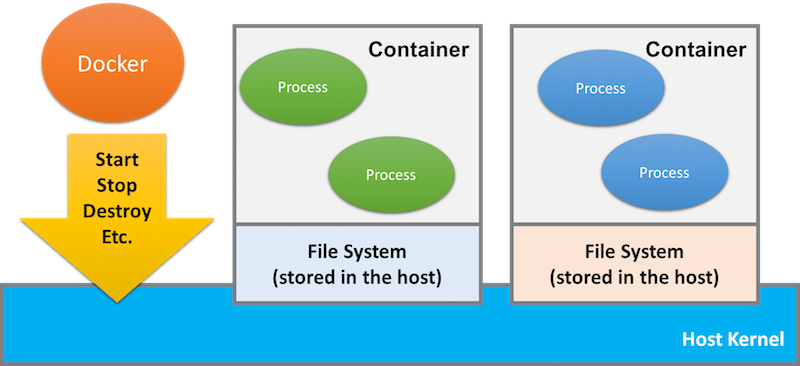 Docker
Start
Stop
Destroy
Etc.
Container
Process
Process
File System
(stored in the host)
Container
Process
Process
File System
(stored in the host)
Host Kernel